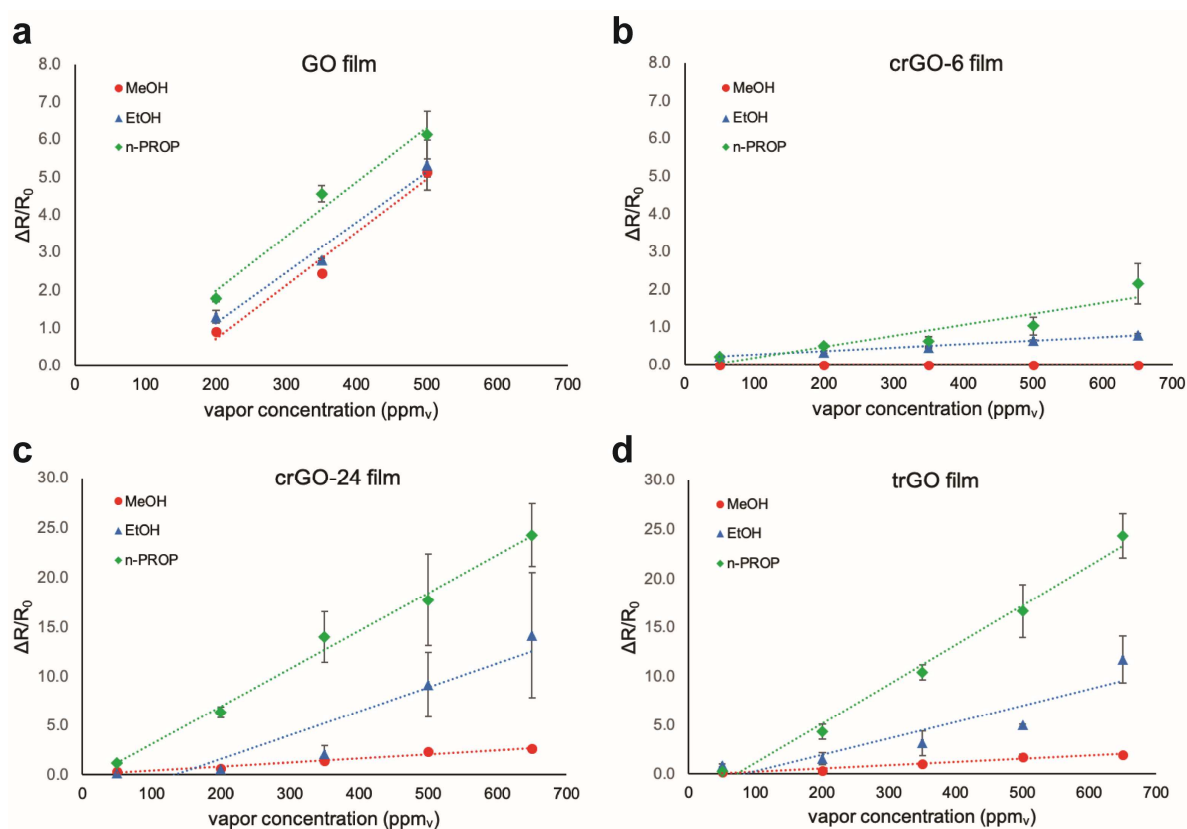 a
GO film
8.0
7.0
6.0
5.0
4.0
3.0
2.0
1.0
0.0
ΔR/R0
MeOH
EtOH
n-PROP
0
100
200
300
400
500
600
700
vapor concentration (ppmv)
b
crGO-6 film
8.0
7.0
6.0
5.0
4.0
3.0
2.0
1.0
0.0
ΔR/R0
MeOH
EtOH
n-PROP
0
100
200
300
400
500
600
700
vapor concentration (ppmv)
c
crGO-24 film
30.0
25.0
20.0
15.0
10.0
5.0
0.0
ΔR/R0
MeOH
EtOH
n-PROP
0
100
200
300
400
500
600
700
vapor concentration (ppmv)
d
trGO film
30.0
25.0
20.0
15.0
10.0
5.0
0.0
ΔR/R0
MeOH
EtOH
n-PROP
0
100
200
300
400
500
600
700
vapor concentration (ppmv)